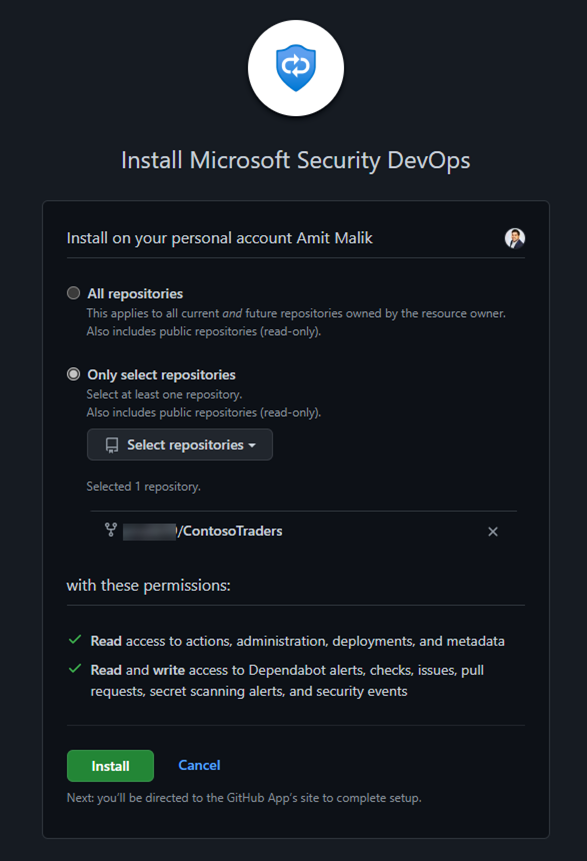 Install Microsoft Security DevOps
Install on your personal account Amit Malik
All repositories
This applies to all current and future repositories owned by the resource owner.
Also includes public repositories (read-only).
Only select repositories
Select at least one repository.
Also includes public repositories (read-only).
Select repositories
Selected 1 repository.
/ContosoTraders
with these permissions:
Read access to actions, administration, deployments, and metadata
Read and write access to Dependabot alerts, checks, issues, pull
requests, secret scanning alerts, and security events
Install Cancel
Next: you'll be directed to the GitHub App's site to complete setup.